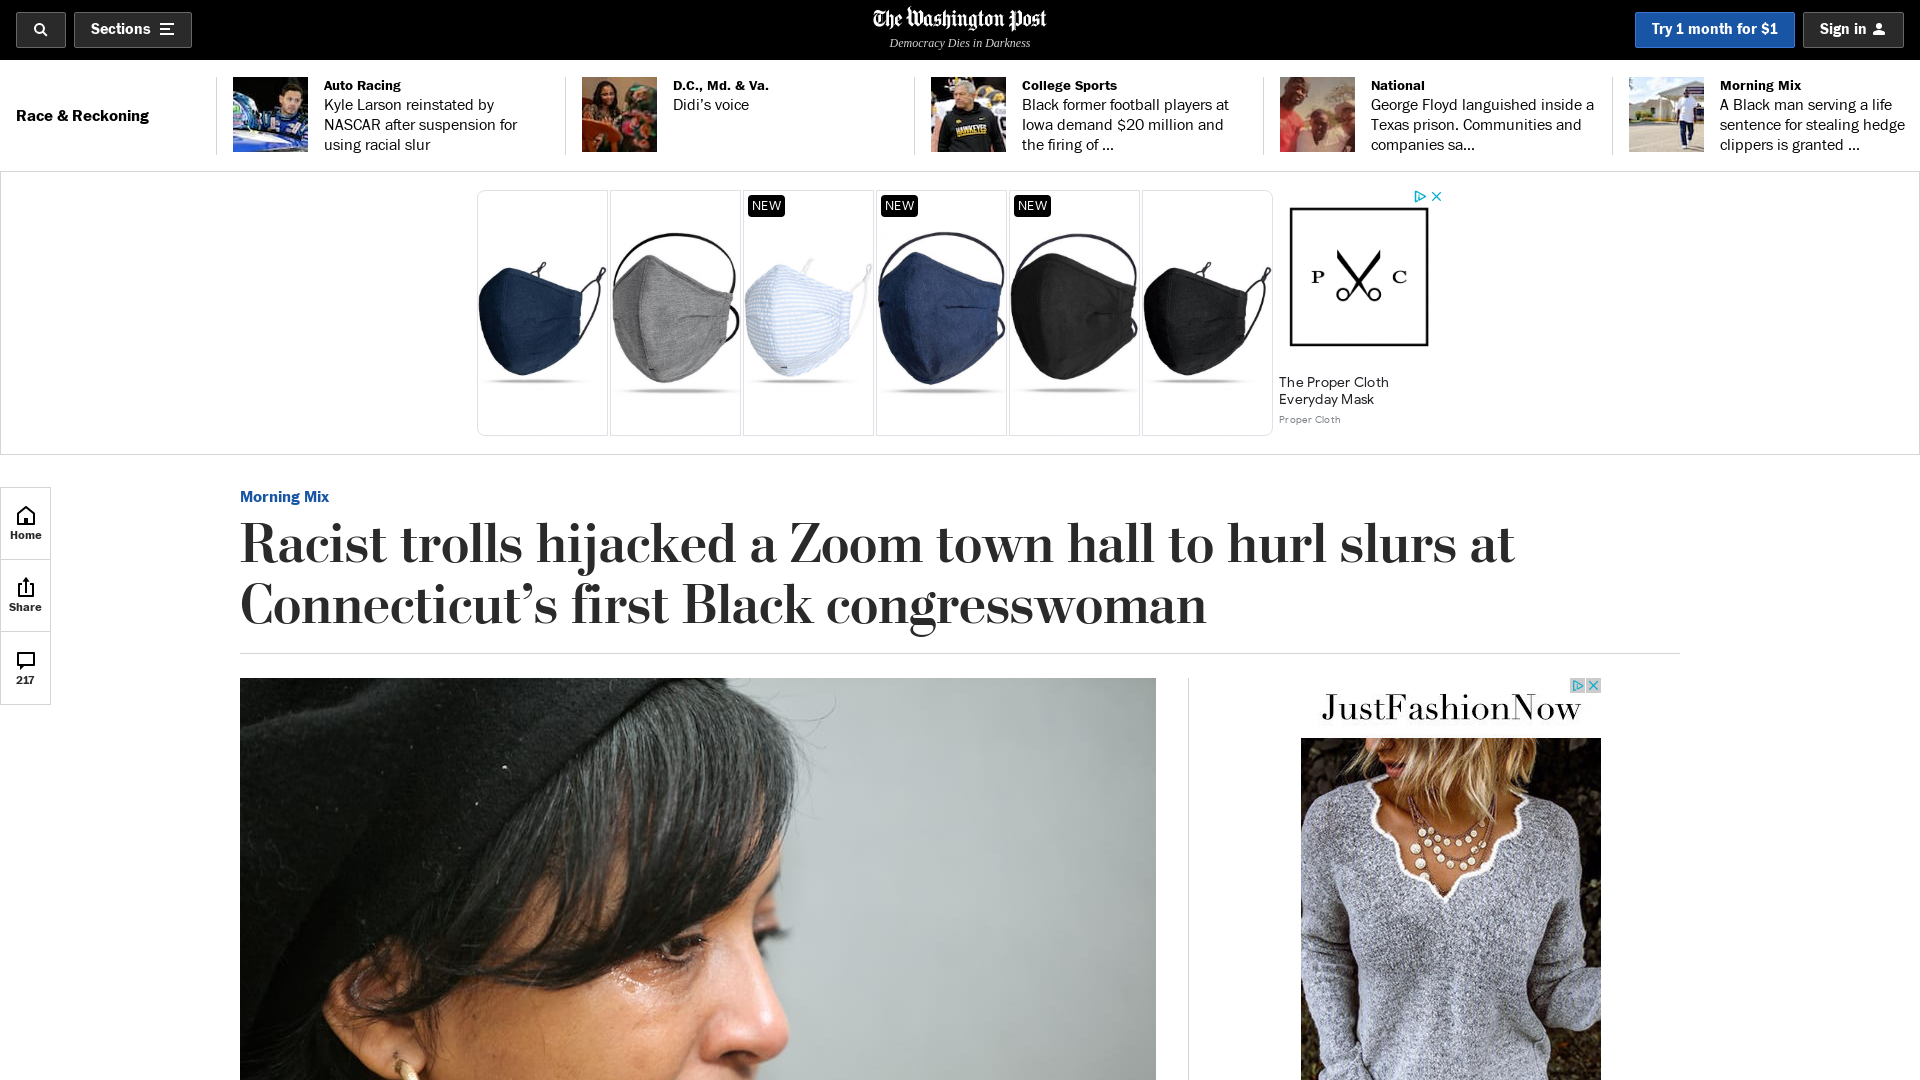 Sections
The Washington Post
Democracy Dies in Darkness
Try 1 month for $1
Sign in
Race & Reckoning
Auto Racing
Kyle Larson reinstated by
NASCAR after suspension for
using racial slur
D.C., Md. & Va.
Didi’s voice
College Sports
Black former football players at
Iowa demand $20 million and
the firing of ...
HAWKEYES
National
George Floyd languished inside a
Texas prison. Communities and
companies sa...
Morning Mix
A Black man serving a life
sentence for stealing hedge
clippers is granted ...
NEW
NEW
NEW
P C
The Proper Cloth
Everyday Mask
Proper Cloth
Home
Share
217
Morning Mix
Racist trolls hijacked a Zoom town hall to hurl slurs at
Connecticut’s first Black congresswoman
JustFashionNow